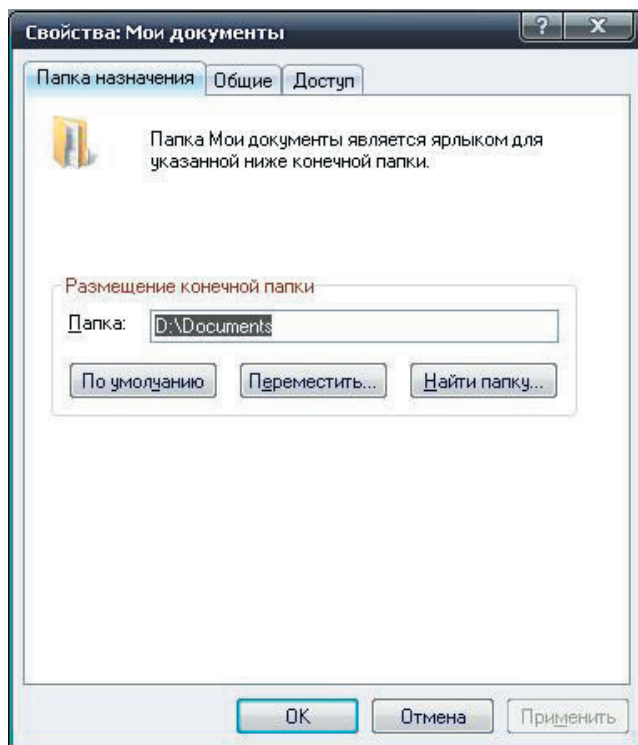 Свойства: Мои документы
? X
Папка назначения Общие Доступ
Папка Мои документы является ярлыком для
указанной ниже конечной папки.
Размещение конечной папки
Папка: D:\Documents
По умолчанию Переместить... Найти папку...
OK Отмена Применить